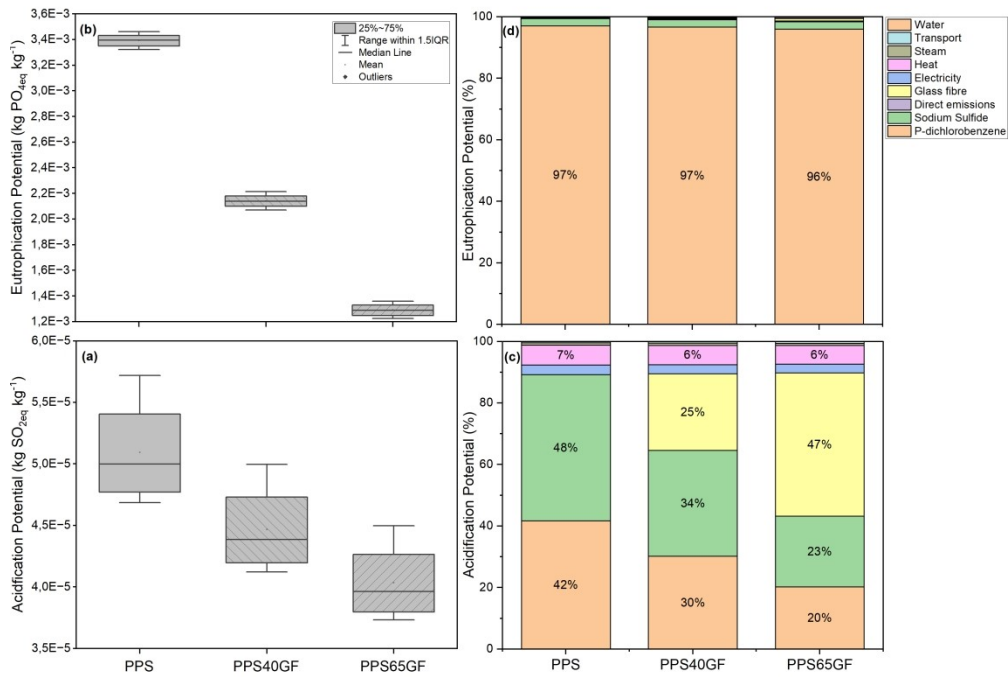 (b)
3,6E−3
3,4E−3
3,2E−3
3,0E−3
2,8E−3
2,6E−3
2,4E−3
2,2E−3
2,0E−3
1,8E−3
1,6E−3
1,4E−3
1,2E−3
Eutrophication Potential (kg PO4eq kg-1)
25%~75%
Range within 1.5IQR
Median Line
Mean
Outliers
(d)
100
80
60
40
20
0
Eutrophication Potential (%)
97%
97%
96%
Water
Transport
Steam
Heat
Electricity
Glass fibre
Direct emissions
Sodium Sulfide
P-dichlorobenzene
(a)
6,0E−5
5,5E−5
5,0E−5
4,5E−5
4,0E−5
3,5E−5
Acidfication Potential (kg SO2eq kg-1)
PPS
PPS40GF
PPS65GF
(c)
100
80
60
40
20
0
Acidification Potential (%)
7%
6%
6%
25%
47%
48%
34%
23%
42%
30%
20%
PPS
PPS40GF
PPS65GF